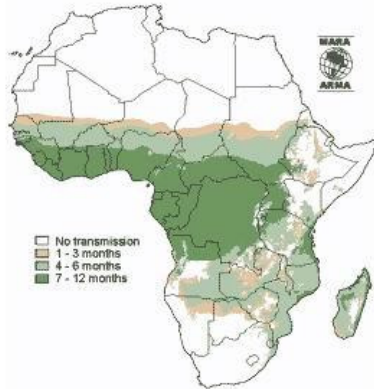 MARA
ARMA
No transmission
1 - 3 months
4 - 6 months
7 - 12 months